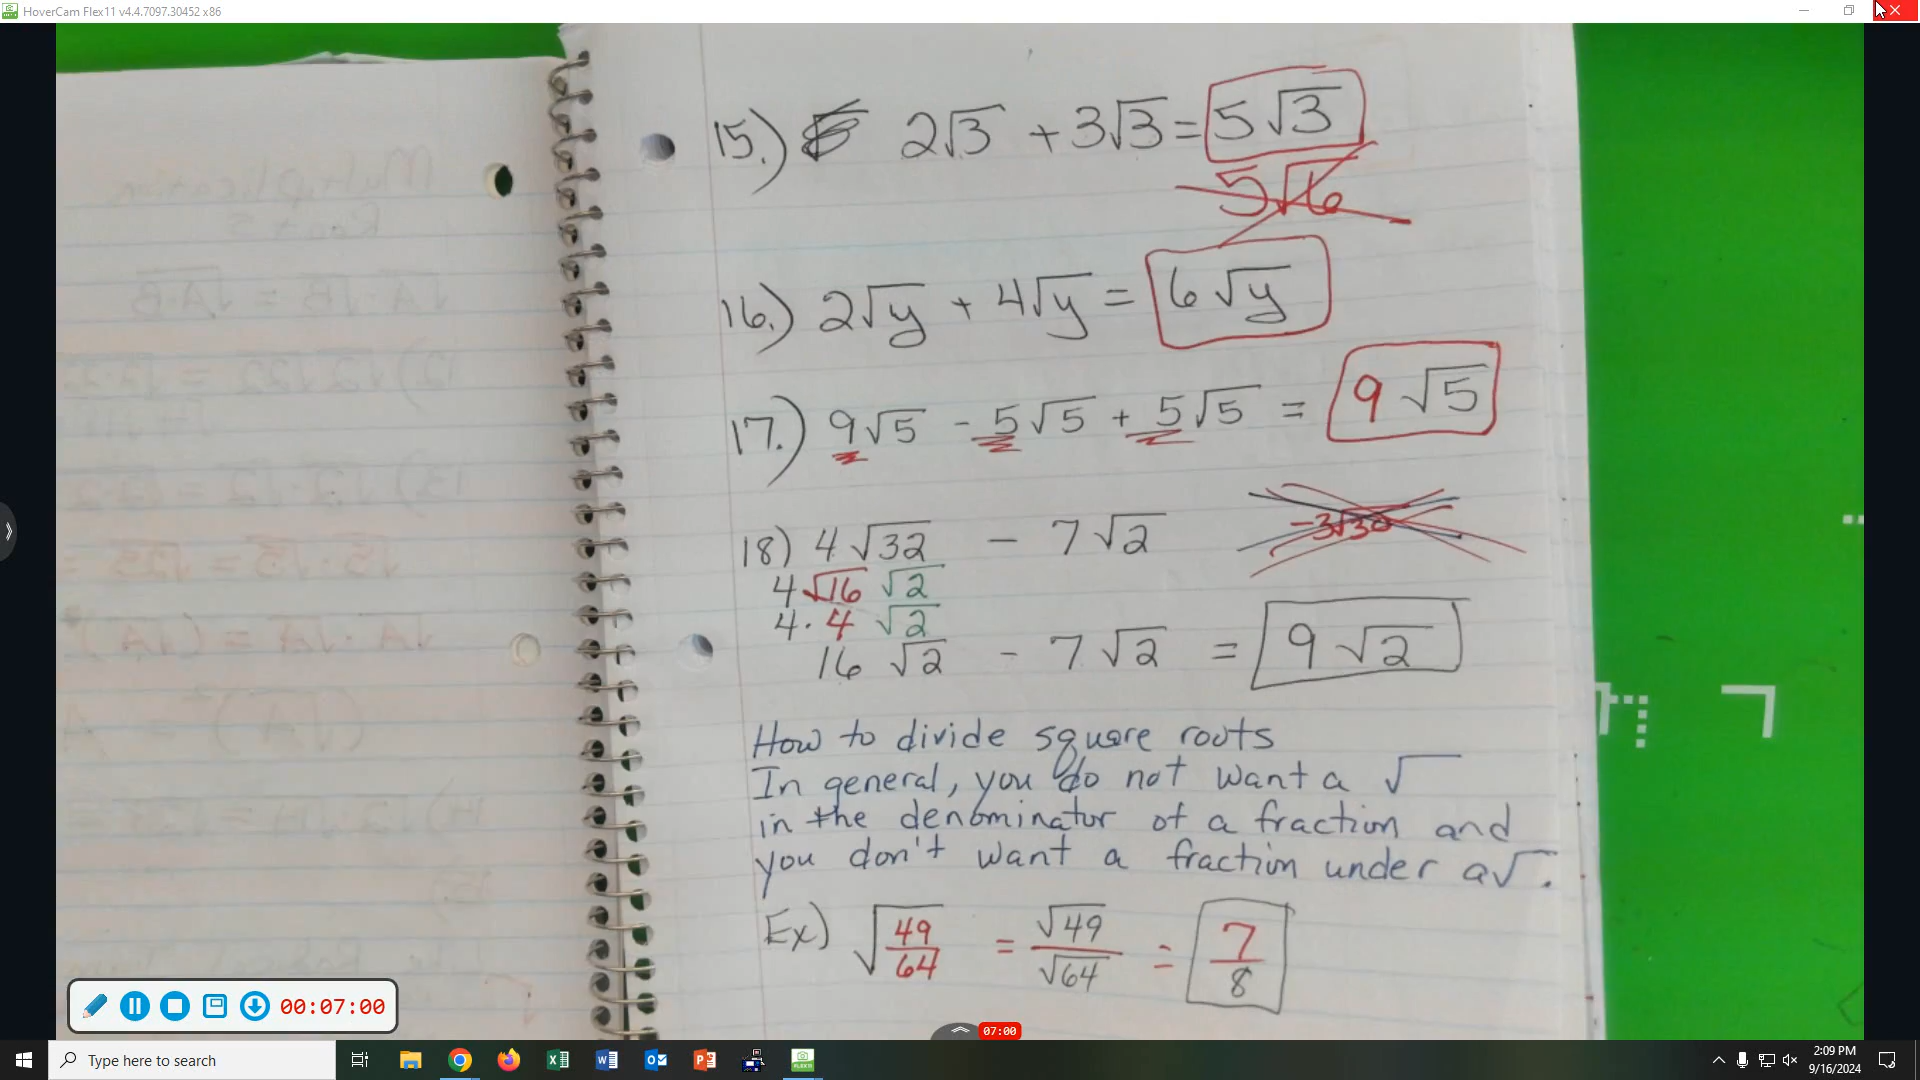 HoverCam Flex11 v4.4.7097.30452 x86
15.) 2√3 + 3√3 = 5√3
5√6
16.) 2√y + 4√y = 6√y
17.) 9√5 - 5√5 + 5√5 = 9√5
18) 4√32 - 7√2 -3√30
4√16 √2
4·4 √2
16√2 - 7√2 = 9√2
How to divide square roots
In general, you do not want a √
in the denominator of a fraction and
you don't want a fraction under a√.
Ex) √(49/64) = √49/√64 = 7/8
00:07:00
07:00
Type here to search
2:09 PM
9/16/2024